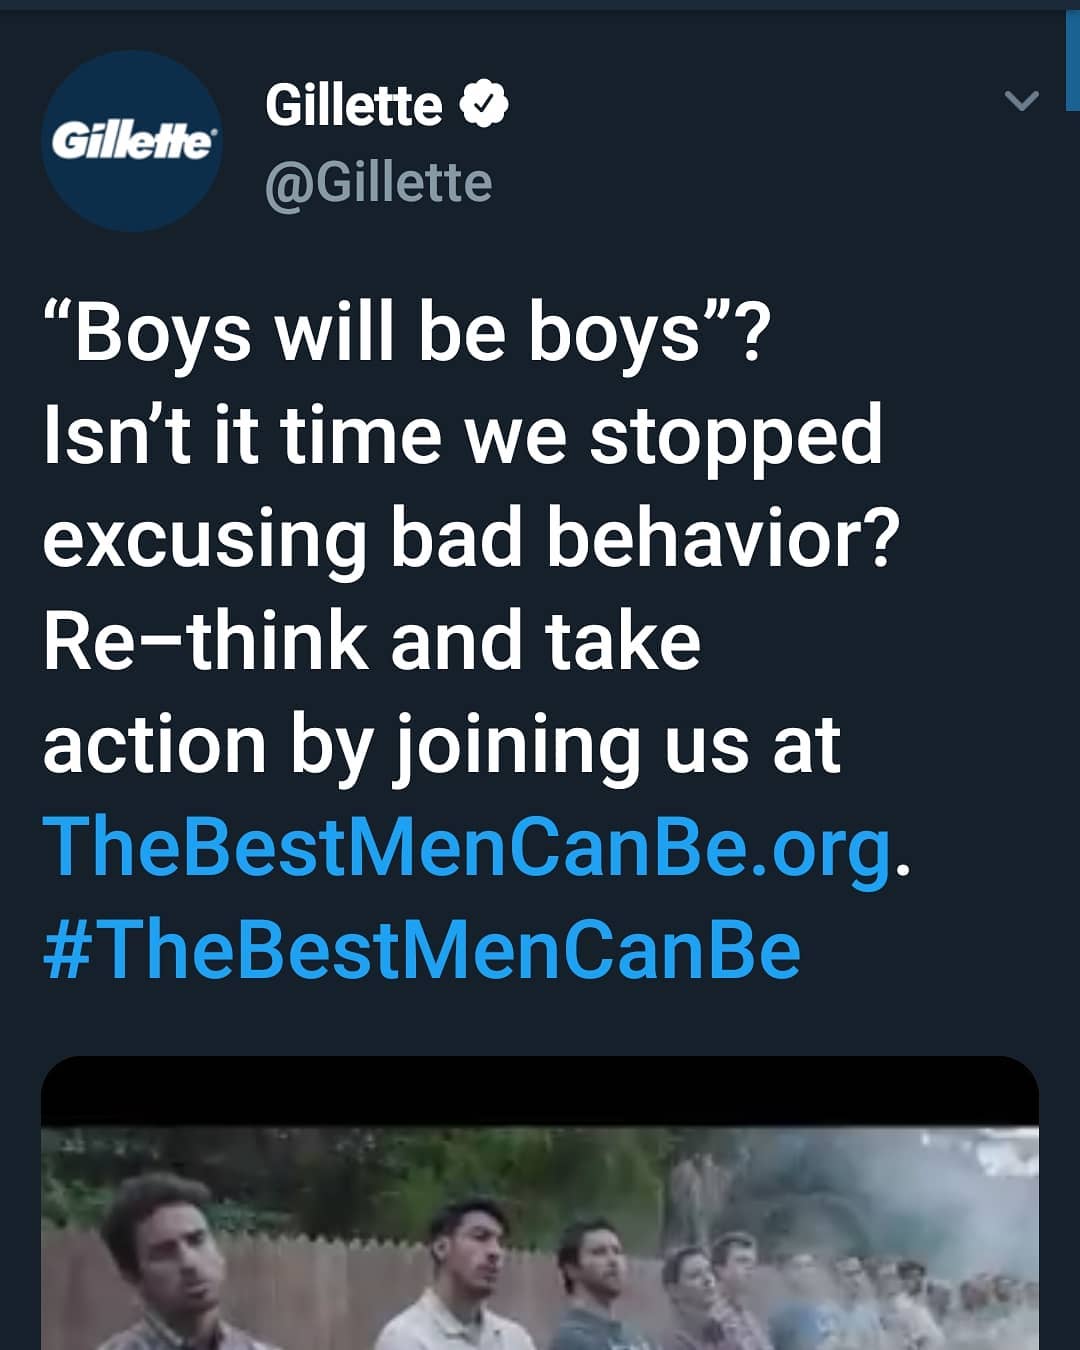 Gillette
Gillette
@Gillette
“Boys will be boys”?
Isn’t it time we stopped
excusing bad behavior?
Re–think and take
action by joining us at
TheBestMenCanBe.org.
#TheBestMenCanBe